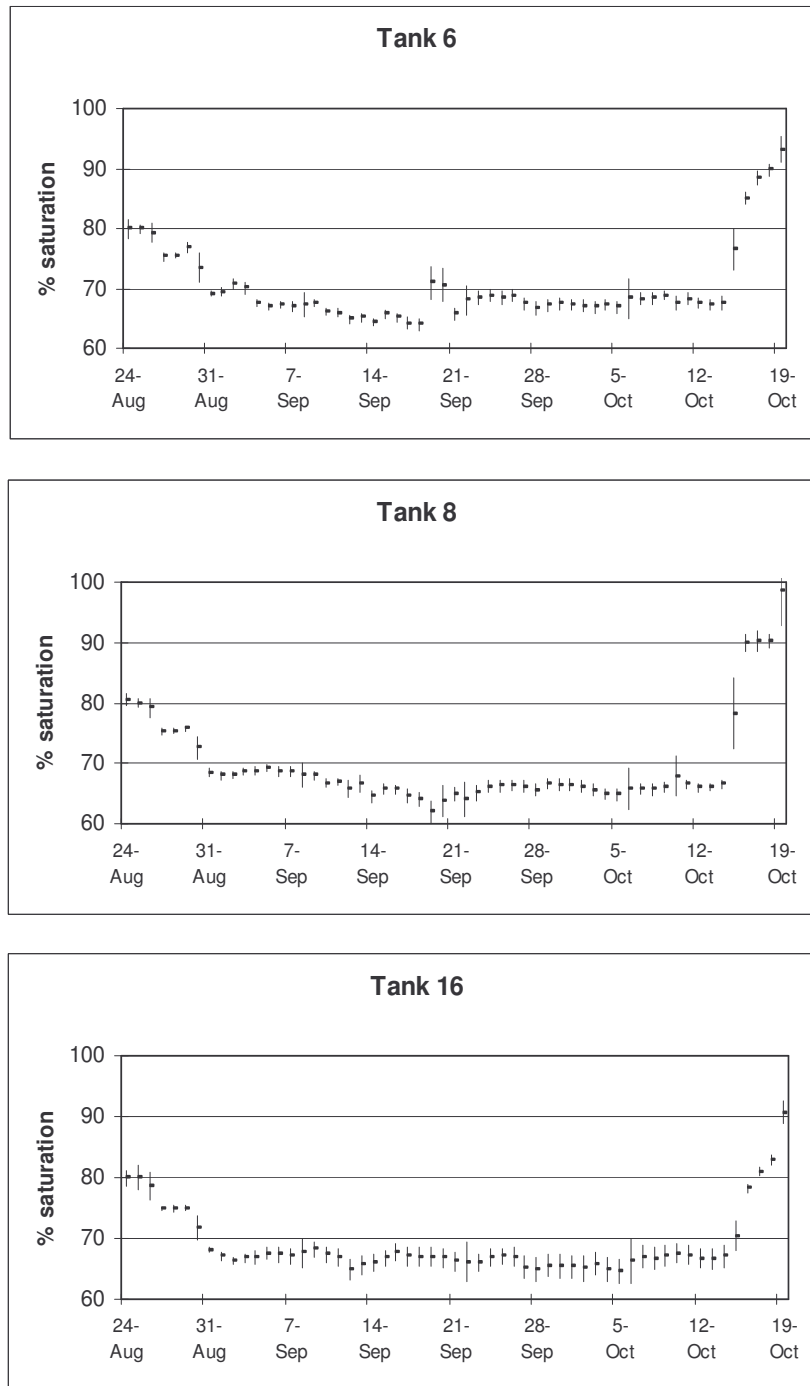 Tank 6
% saturation
100
90
80
70
60
24- 31- 7- 14- 21- 28- 5- 12- 19-
Aug Aug Sep Sep Sep Sep Oct Oct Oct
Tank 8
% saturation
100
90
80
70
60
24- 31- 7- 14- 21- 28- 5- 12- 19-
Aug Aug Sep Sep Sep Sep Oct Oct Oct
Tank 16
% saturation
100
90
80
70
60
24- 31- 7- 14- 21- 28- 5- 12- 19-
Aug Aug Sep Sep Sep Sep Oct Oct Oct